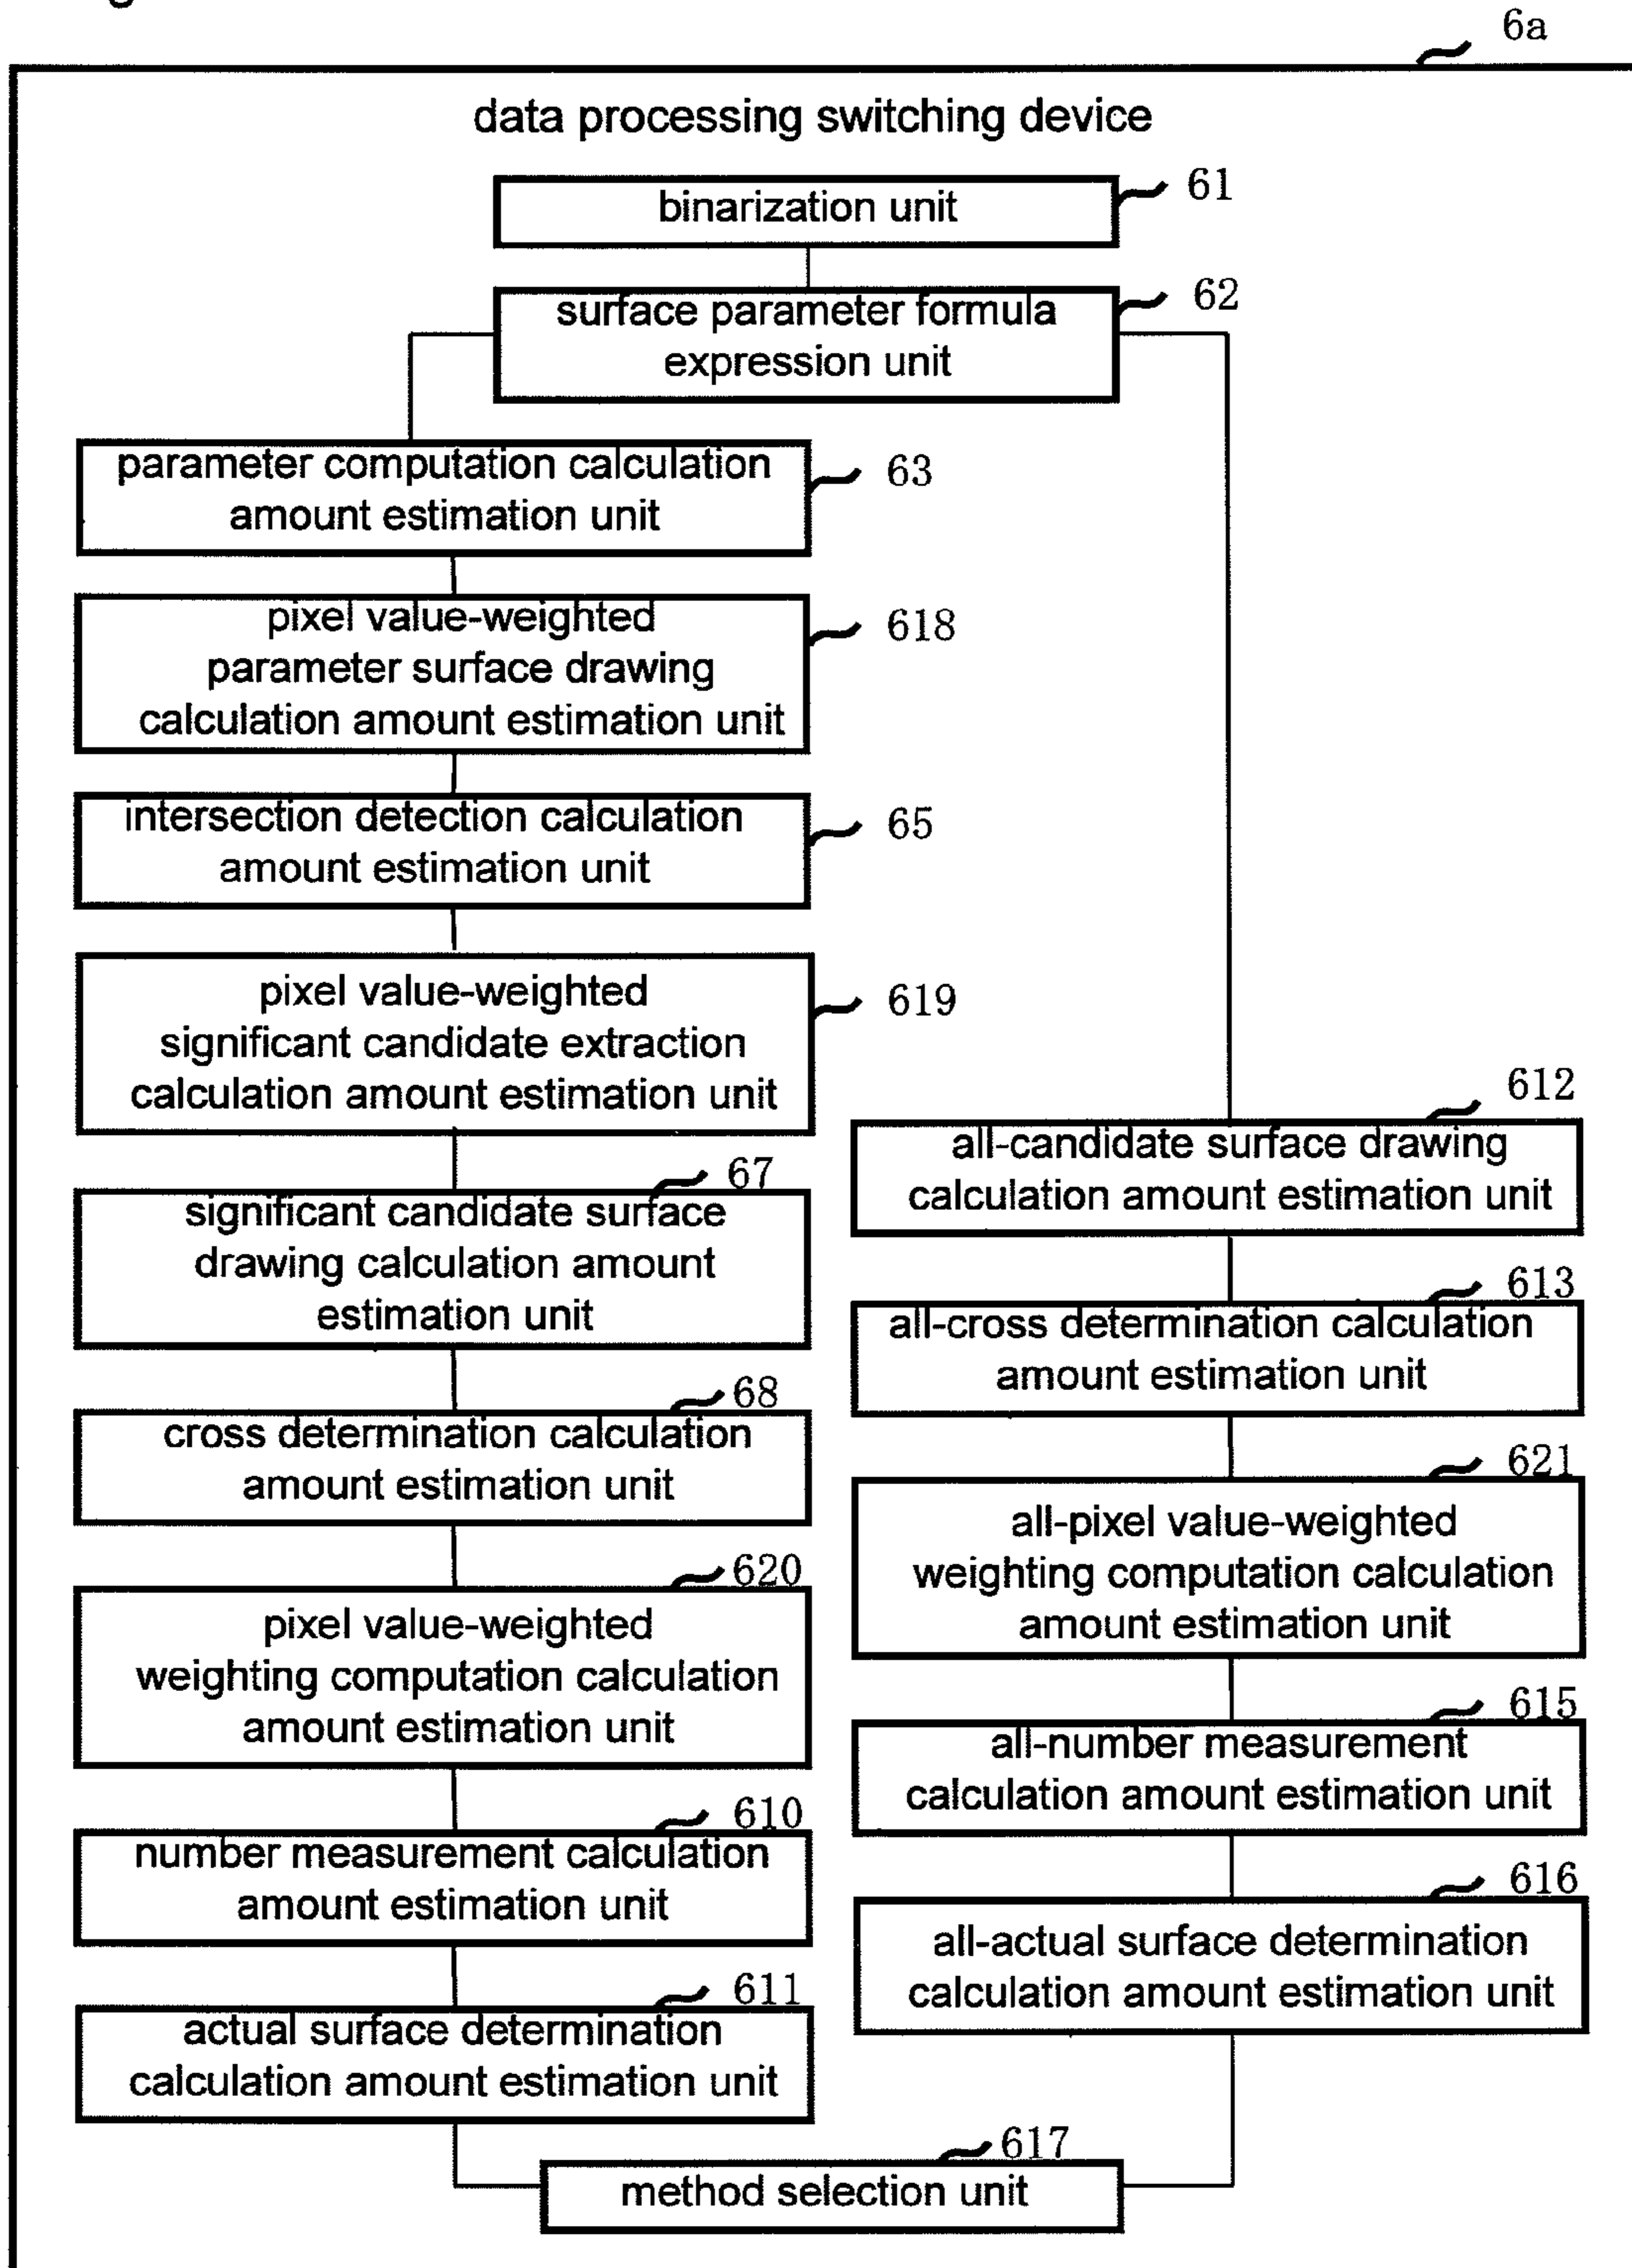 6a
data processing switching device
binarization unit
61
surface parameter formula
expression unit
62
parameter computation calculation
amount estimation unit
63
pixel value-weighted
parameter surface drawing
calculation amount estimation unit
618
intersection detection calculation
amount estimation unit
65
pixel value-weighted
significant candidate extraction
calculation amount estimation unit
619
67
significant candidate surface
drawing calculation amount
estimation unit
68
cross determination calculation
amount estimation unit
620
pixel value-weighted
weighting computation calculation
amount estimation unit
610
number measurement calculation
amount estimation unit
611
actual surface determination
calculation amount estimation unit
612
all-candidate surface drawing
calculation amount estimation unit
613
all-cross determination calculation
amount estimation unit
621
all-pixel value-weighted
weighting computation calculation
amount estimation unit
615
all-number measurement
calculation amount estimation unit
616
all-actual surface determination
calculation amount estimation unit
617
method selection unit